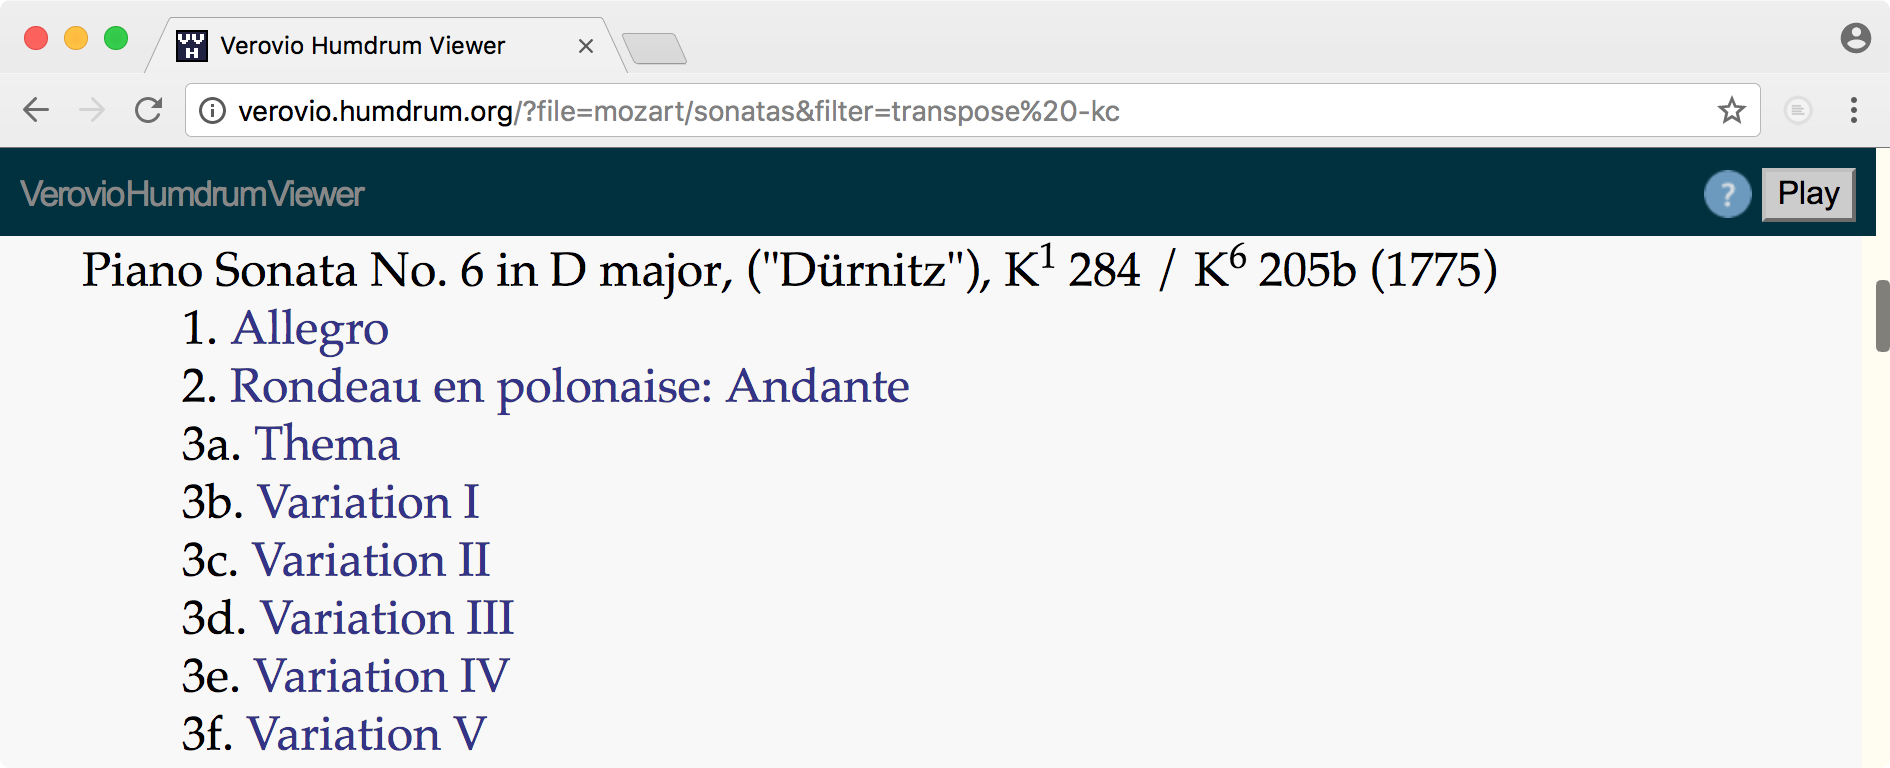 Verovio Humdrum Viewer
verovio.humdrum.org/?file=mozart/sonatas&filter=transpose%20-kc
VerovioHumdrumViewer
? Play
Piano Sonata No. 6 in D major, ("Dürnitz"), K¹ 284 / K⁶ 205b (1775)
1. Allegro
2. Rondeau en polonaise: Andante
3a. Thema
3b. Variation I
3c. Variation II
3d. Variation III
3e. Variation IV
3f. Variation V